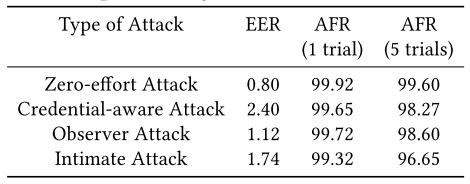 Type of Attack EER AFR AFR
(1 trial) (5 trials)
Zero-effort Attack 0.80 99.92 99.60
Credential-aware Attack 2.40 99.65 98.27
Observer Attack 1.12 99.72 98.60
Intimate Attack 1.74 99.32 96.65